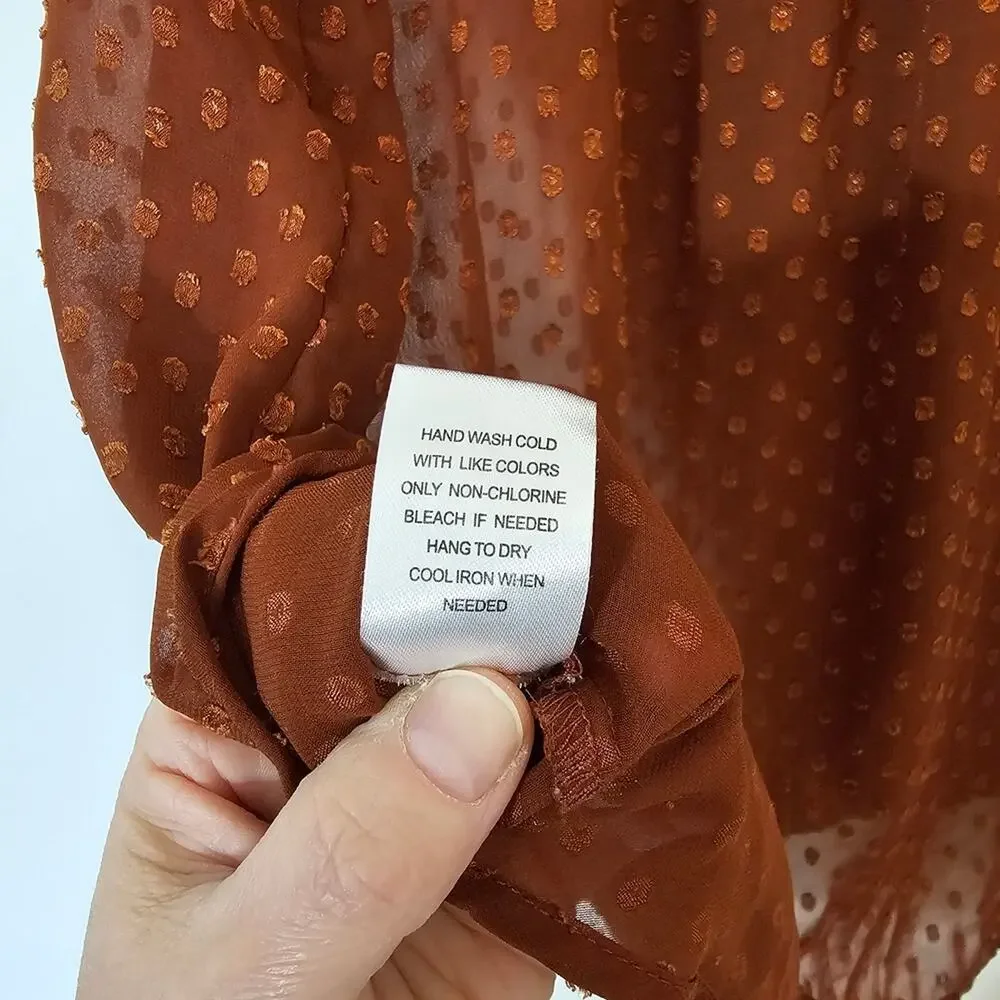 HAND WASH COLD
WITH LIKE COLORS
ONLY NON-CHLORINE
BLEACH IF NEEDED
HANG TO DRY
COOL IRON WHEN
NEEDED